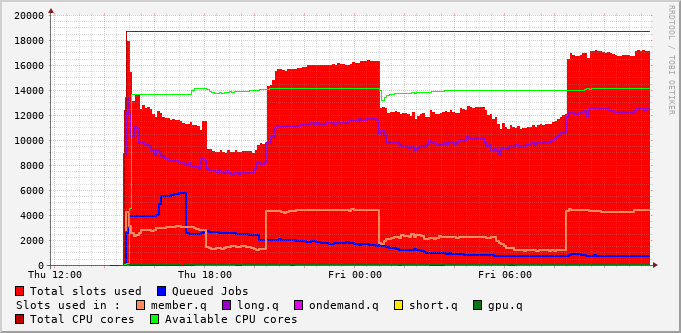 20000
18000
16000
14000
12000
10000
8000
6000
4000
2000
0
Thu 12:00 Thu 18:00 Fri 00:00 Fri 06:00
Total slots used Queued Jobs
Slots used in : member.q long.q ondemand.q short.q gpu.q
Total CPU cores Available CPU cores
RRDTOOL / TOBI OETIKER